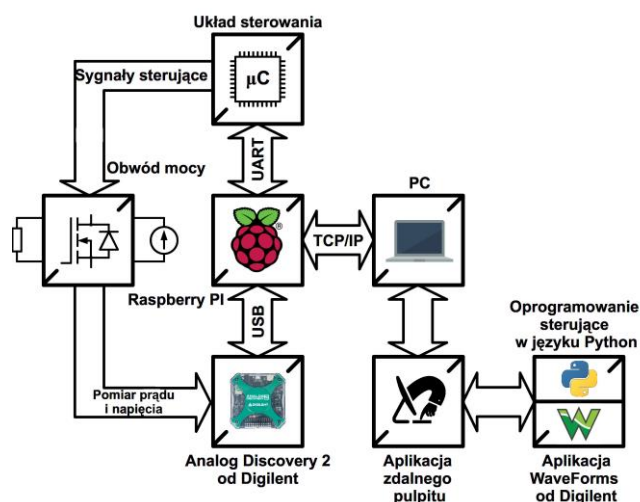 Układ sterowania
Sygnały sterujące
µC
UART
Obwód mocy
PC
®
TCP/IP
Raspberry PI
USB
Oprogramowanie
sterujące
w języku Python
Pomiar prądu
i napięcia
Analog Discovery 2
od Digilent
Aplikacja
zdalnego
pulpitu
Aplikacja
WaveForms
od Digilent